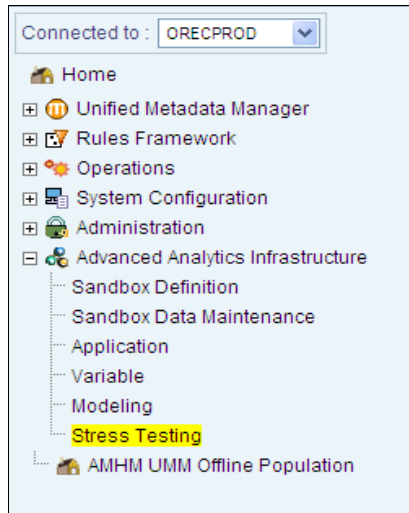 Connected to : ORECPROD
Home
Unified Metadata Manager
Rules Framework
Operations
System Configuration
Administration
Advanced Analytics Infrastructure
Sandbox Definition
Sandbox Data Maintenance
Application
Variable
Modeling
Stress Testing
AMHM UMM Offline Population